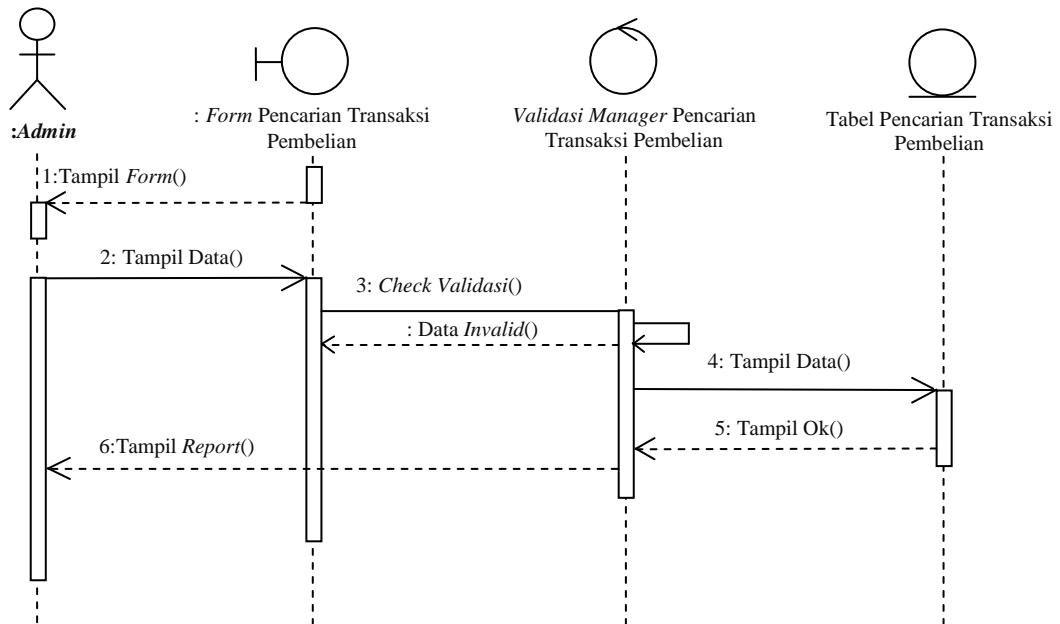 :Admin
: Form Pencarian Transaksi
Pembelian
Validasi Manager Pencarian
Transaksi Pembelian
Tabel Pencarian Transaksi
Pembelian
1:Tampil Form()
2: Tampil Data()
3: Check Validasi()
: Data Invalid()
4: Tampil Data()
5: Tampil Ok()
6:Tampil Report()